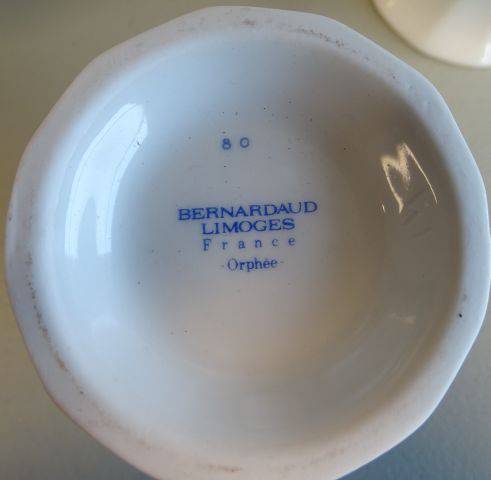 80
BERNARDAUD
LIMOGES
France
-Orphée-